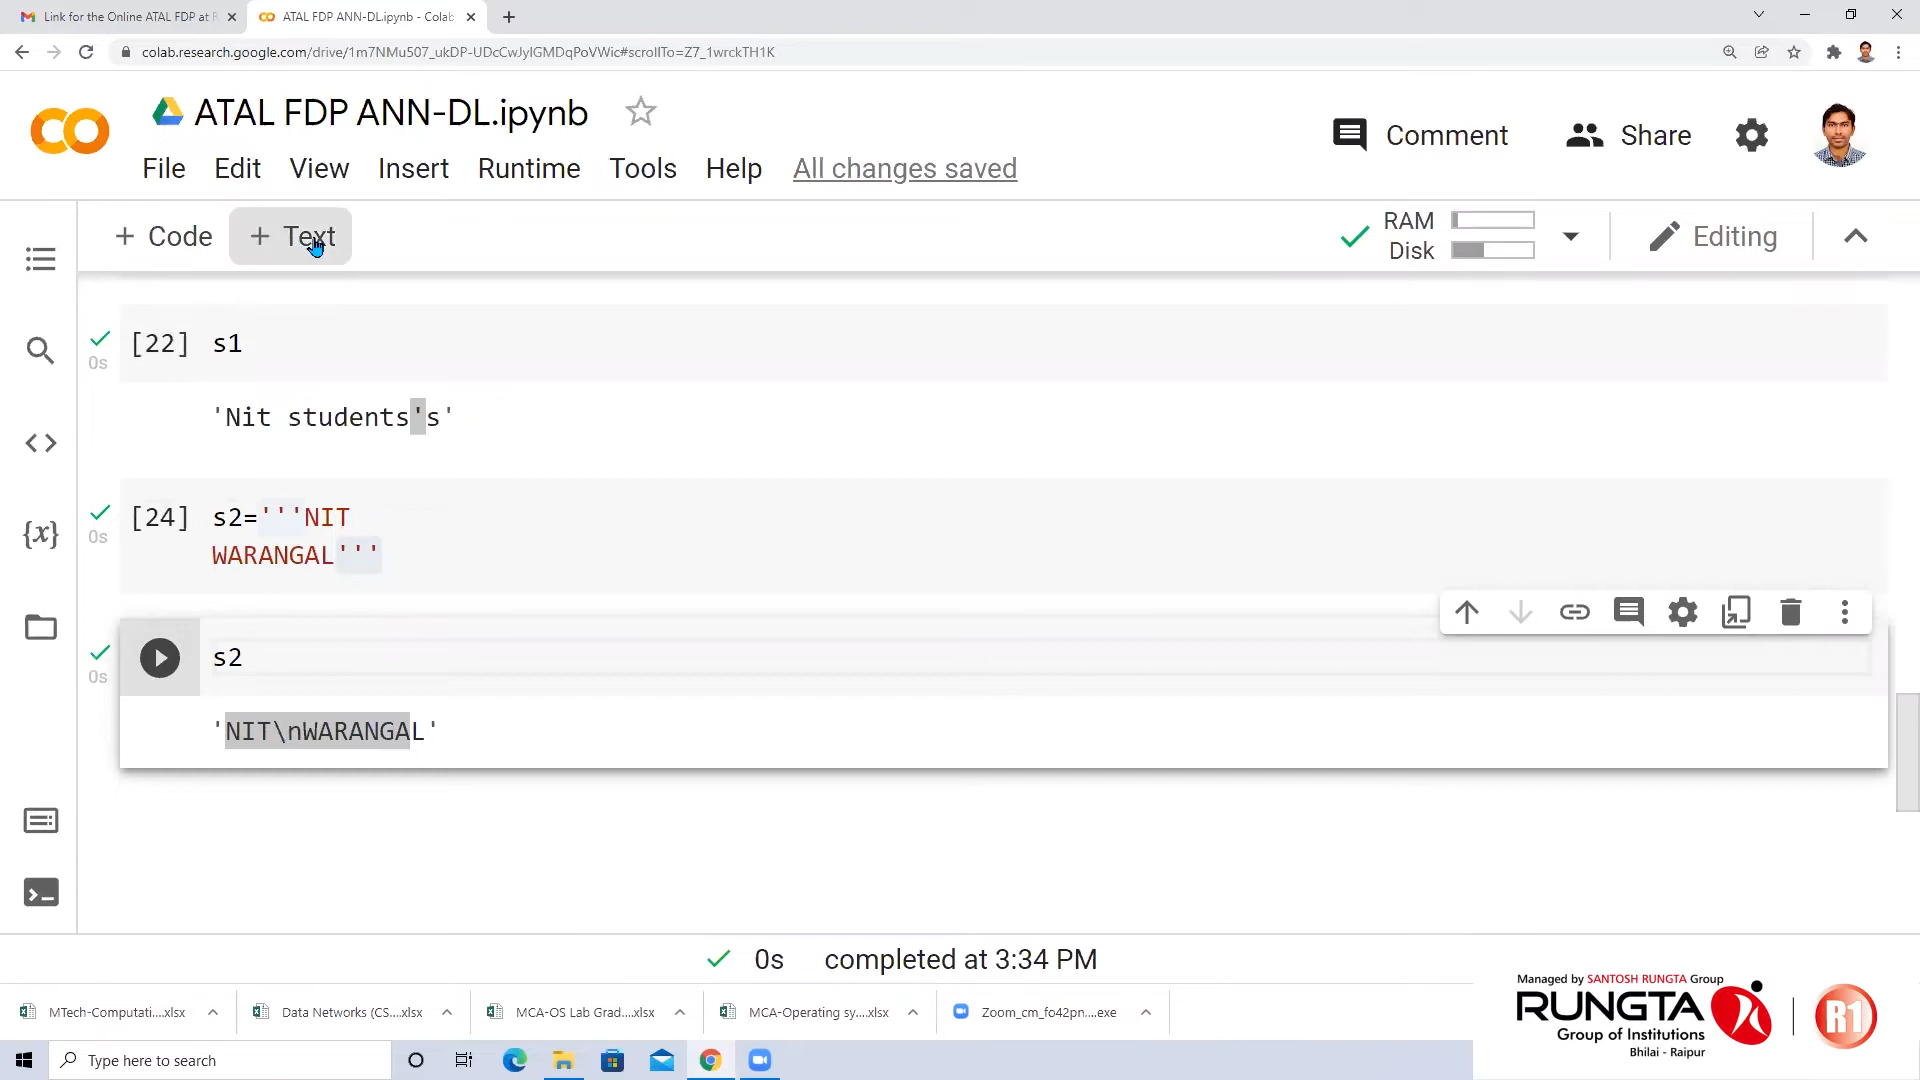 Link for the Online ATAL FDP at
ATAL FDP ANN-DL.ipynb - Colab
colab.research.google.com/drive/1m7NMu507_ukDP-UDcCwJyIGMDqPoVWic#scrollTo=Z7_1wrckTH1K
CO
ATAL FDP ANN-DL.ipynb
Comment
Share
File Edit View Insert Runtime Tools Help All changes saved
+ Code + Text
RAM
Disk
Editing
0s
[22] s1
'Nit students's'
0s
[24] s2='''NIT
WARANGAL'''
{x}
0s
s2
'NIT\nWARANGAL'
0s completed at 3:34 PM
MTech-Computati....xlsx
Data Networks (CS....xlsx
MCA-OS Lab Grad....xlsx
MCA-Operating sy....xlsx
Zoom_cm_fo42pn....exe
Managed by SANTOSH RUNGTA Group
RUNGTA
Group of Institutions
Bhilai - Raipur
R1
Type here to search